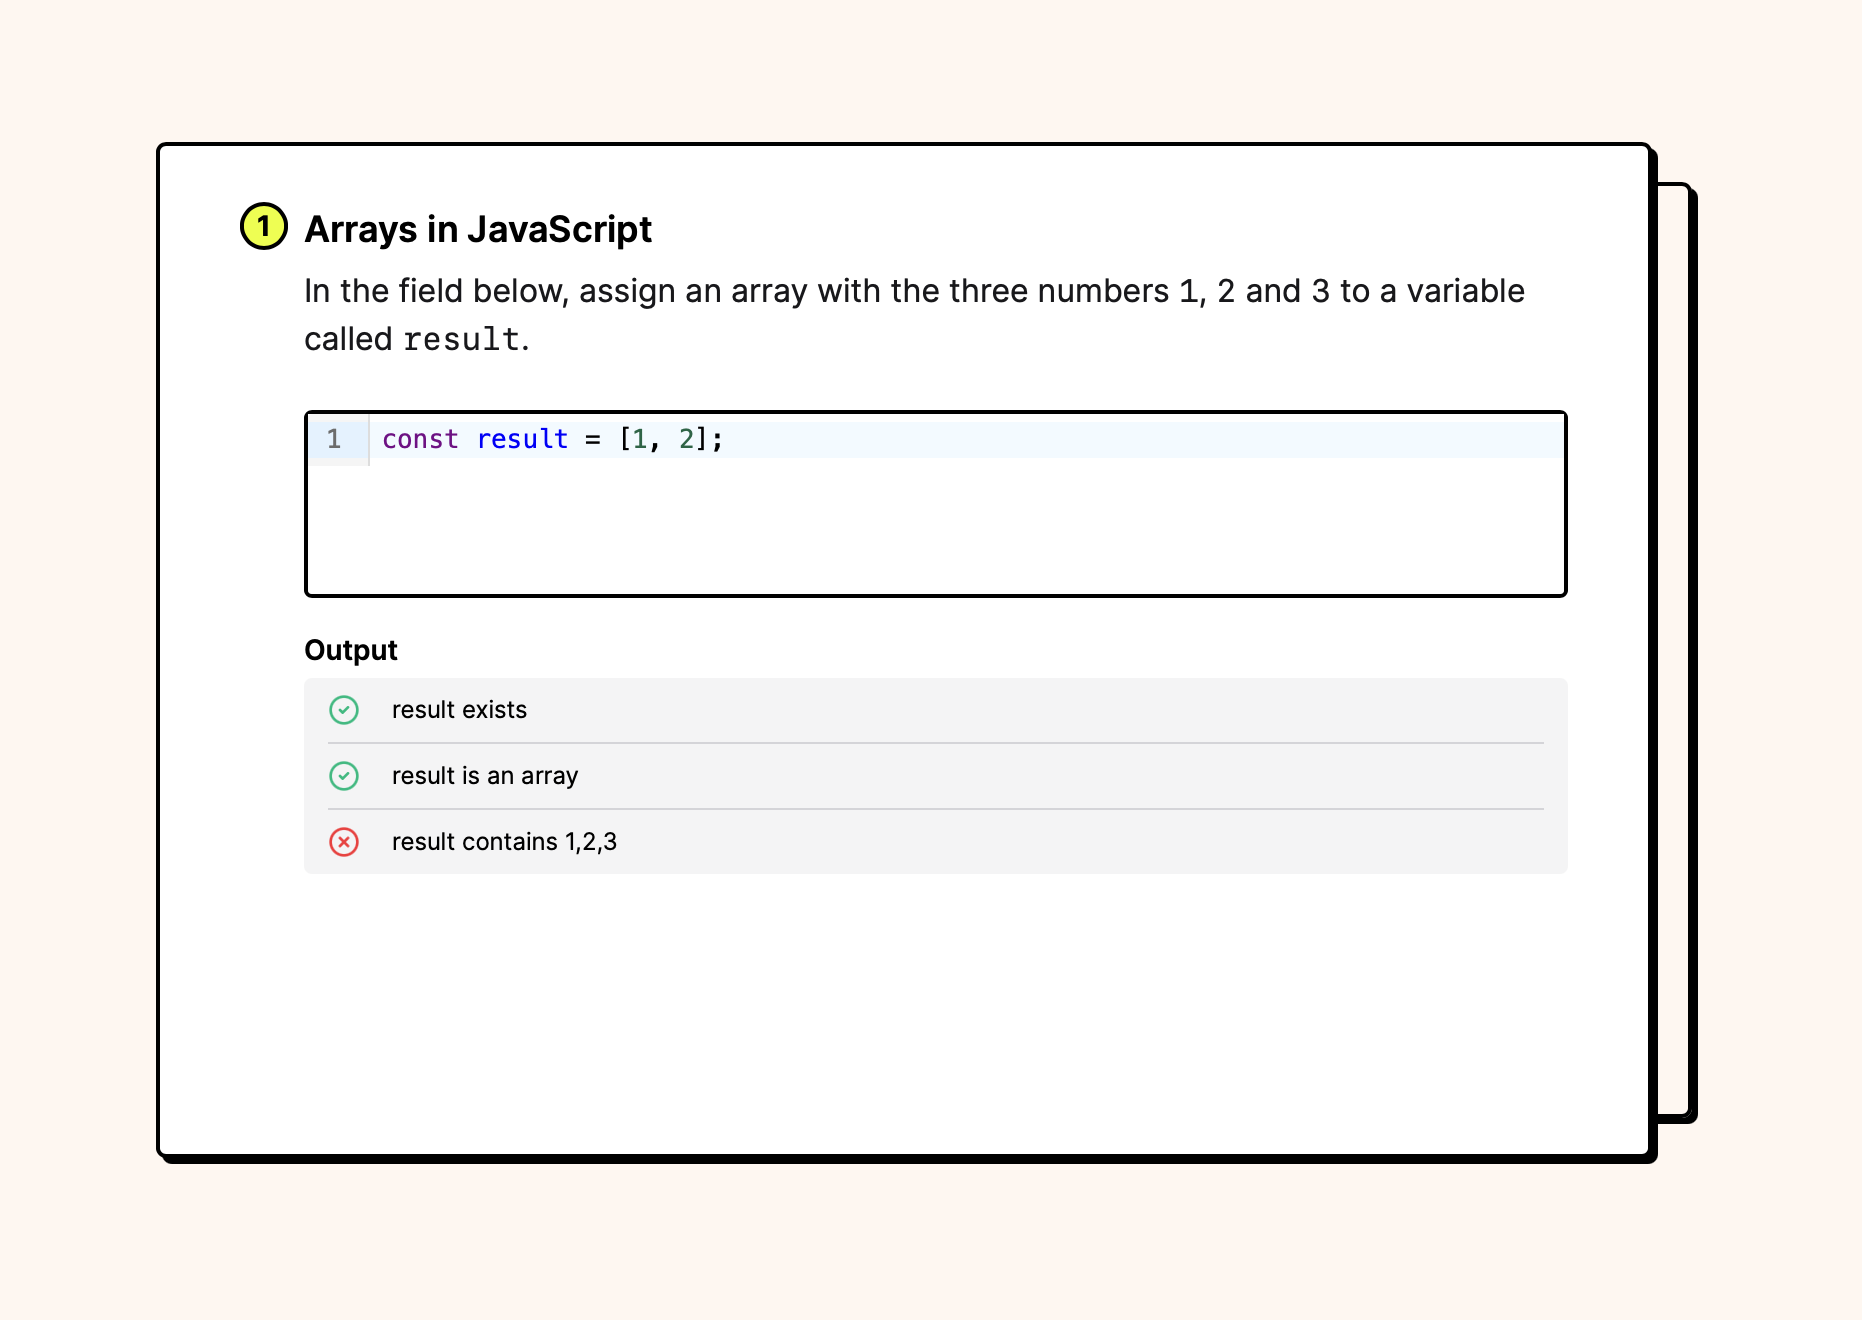 1 Arrays in JavaScript
In the field below, assign an array with the three numbers 1, 2 and 3 to a variable
called result.
1 const result = [1, 2];
Output
result exists
result is an array
result contains 1,2,3